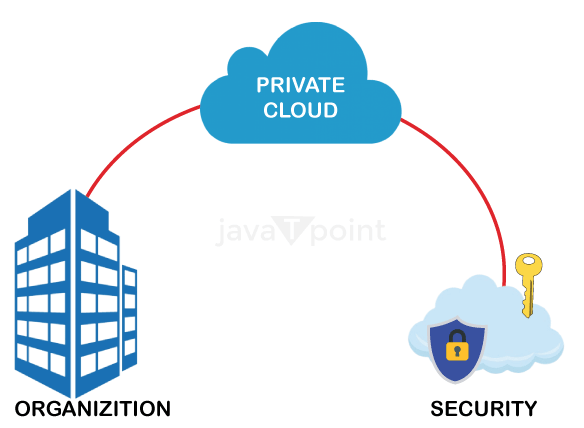 PRIVATE
CLOUD
javaTpoint
ORGANIZITION
SECURITY